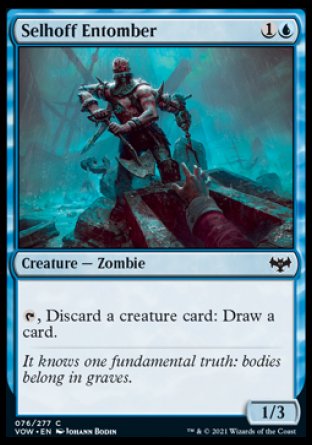 Selhoff Entomber 1
Creature — Zombie
, Discard a creature card: Draw a
card.
It knows one fundamental truth: bodies
belong in graves.
1/3
076/277 C
VOW • EN Johann Bodin
™ & © 2021 Wizards of the Coast